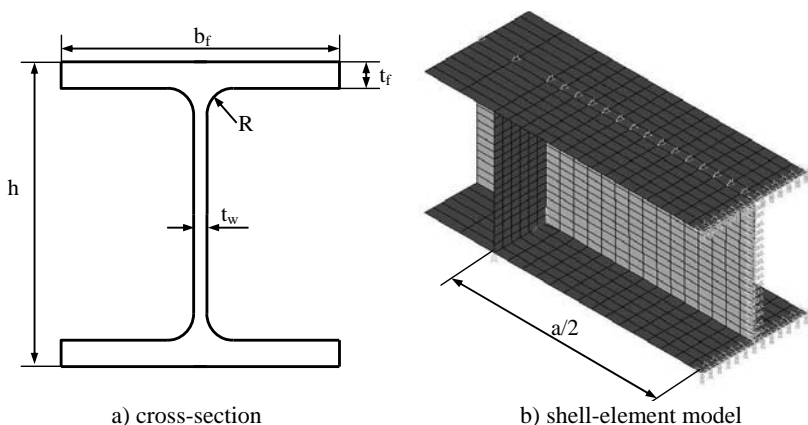 b_f
t_f
R
h
t_w
a/2
a) cross-section
b) shell-element model